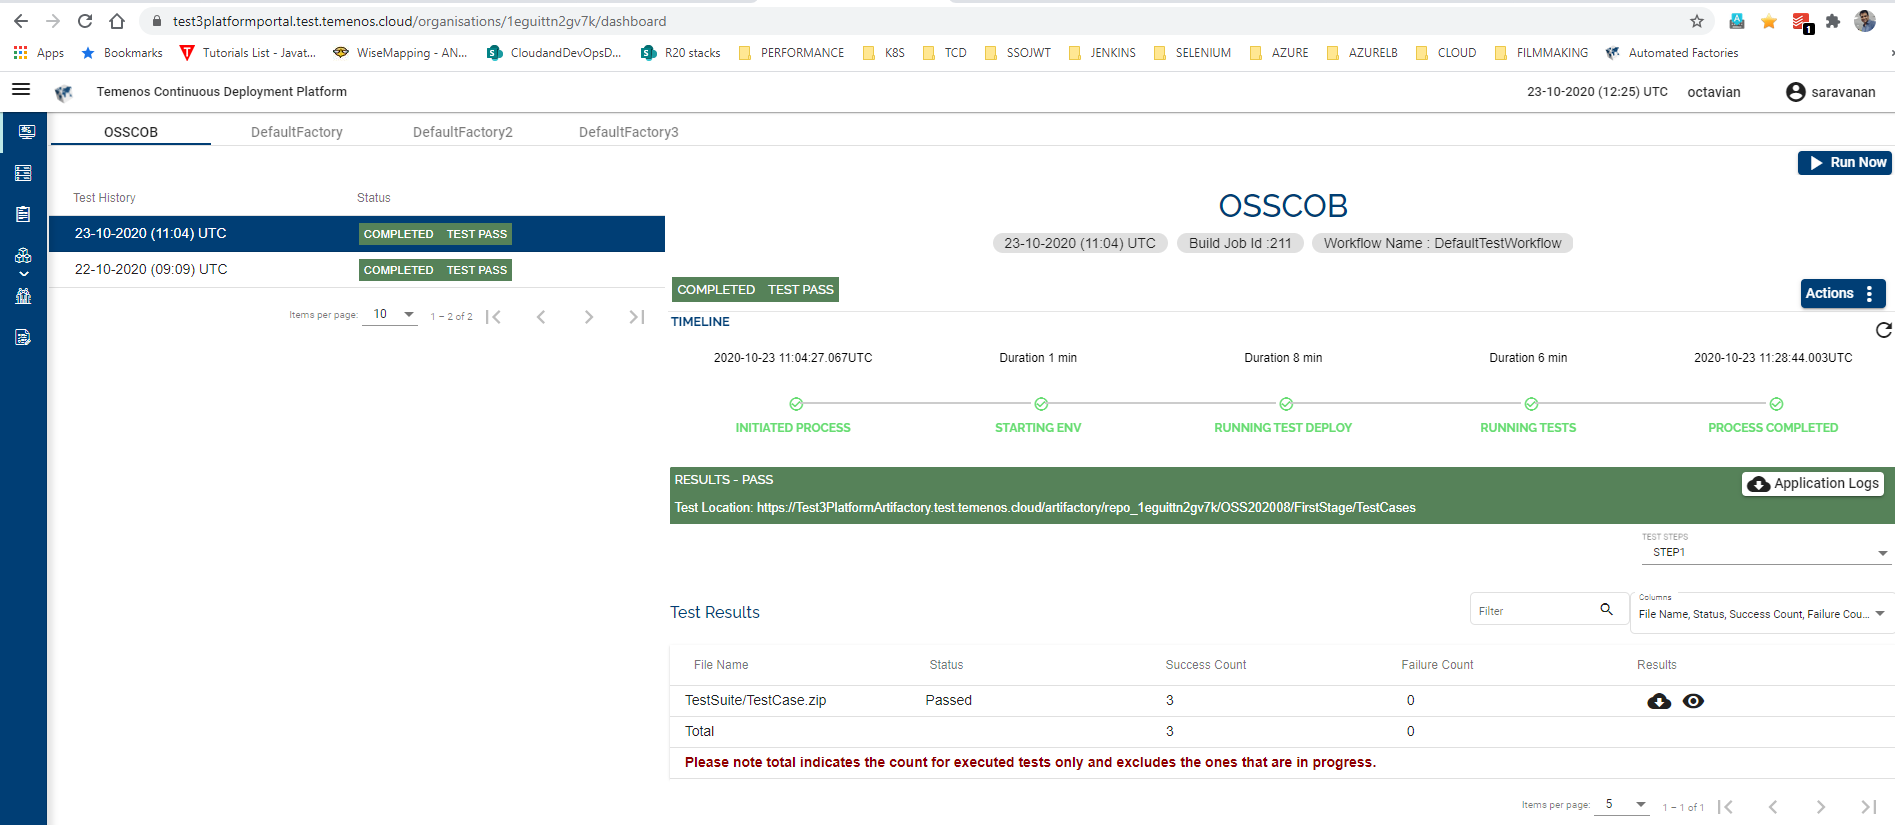 test3platformportal.test.temenos.cloud/organisations/1eguittn2gv7k/dashboard
1
Apps Bookmarks Tutorials List - Javat... WiseMapping - AN... CloudandDevOpsD... R20 stacks PERFORMANCE K8S TCD SSOJWT JENKINS SELENIUM AZURE AZURELB CLOUD FILMMAKING Automated Factories
Temenos Continuous Deployment Platform 23-10-2020 (12:25) UTC octavian saravanan
OSSCOB DefaultFactory DefaultFactory2 DefaultFactory3
Run Now
Test History Status
23-10-2020 (11:04) UTC COMPLETED TEST PASS
22-10-2020 (09:09) UTC COMPLETED TEST PASS
Items per page: 10 1 – 2 of 2
OSSCOB
23-10-2020 (11:04) UTC Build Job Id :211 Workflow Name : DefaultTestWorkflow
COMPLETED TEST PASS
Actions
TIMELINE
2020-10-23 11:04:27.067UTC Duration 1 min Duration 8 min Duration 6 min 2020-10-23 11:28:44.003UTC
INITIATED PROCESS STARTING ENV RUNNING TEST DEPLOY RUNNING TESTS PROCESS COMPLETED
RESULTS - PASS
Application Logs
Test Location: https://Test3PlatformArtifactory.test.temenos.cloud/artifactory/repo_1eguittn2gv7k/OSS202008/FirstStage/TestCases
TEST STEPS
STEP1
Test Results
Filter
Columns
File Name, Status, Success Count, Failure Cou...
File Name Status Success Count Failure Count Results
TestSuite/TestCase.zip Passed 3 0
Total 3 0
Please note total indicates the count for executed tests only and excludes the ones that are in progress.
Items per page: 5 1 – 1 of 1